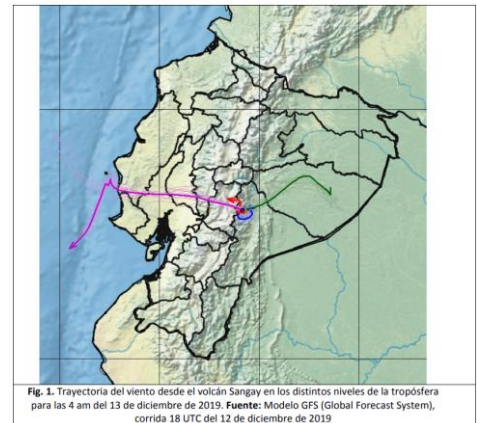 Fig. 1. Trayectoria del viento desde el volcán Sangay en los distintos niveles de la tropósfera
para las 4 am del 13 de diciembre de 2019. Fuente: Modelo GFS (Global Forecast System),
corrida 18 UTC del 12 de diciembre de 2019